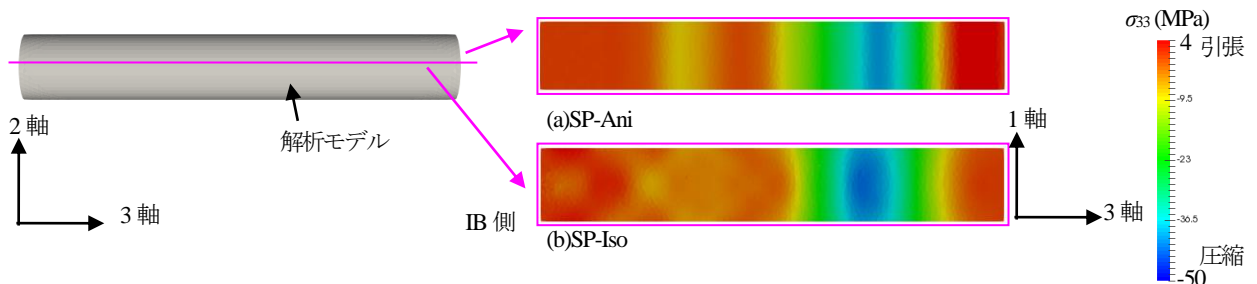 2 軸
3 軸
解析モデル
(a)SP-Ani
IB 側
(b)SP-Iso
1 軸
3 軸
σ33 (MPa)
4 引張
-9.5
-23
-36.5
圧縮
-50